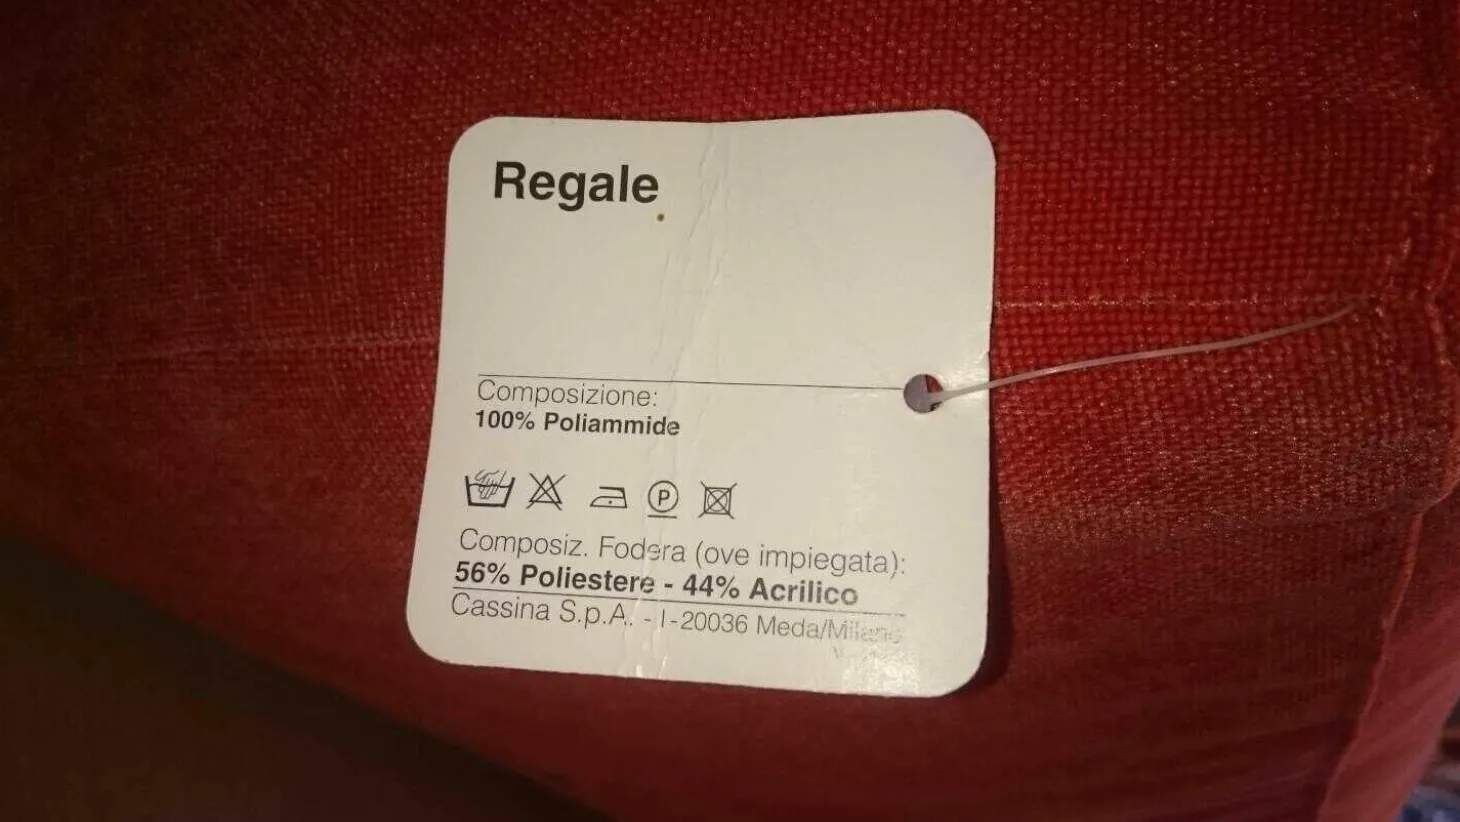 Regale
Composizione:
100% Poliammide
P
Composiz. Fodera (ove impiegata):
56% Poliestere - 44% Acrilico
Cassina S.p.A. - I-20036 Meda/Milano